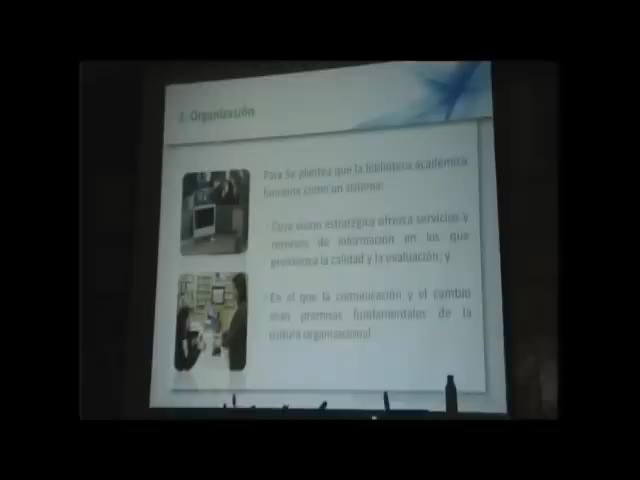 2. Organización
Para Se plantea que la biblioteca académica
funcione como un sistema:
Cuya visión estratégica ofrezca servicios y
recursos de información en los que
prevalezca la calidad y la evaluación; y
En el que la comunicación y el cambio
sean premisas fundamentales de la
cultura organizacional